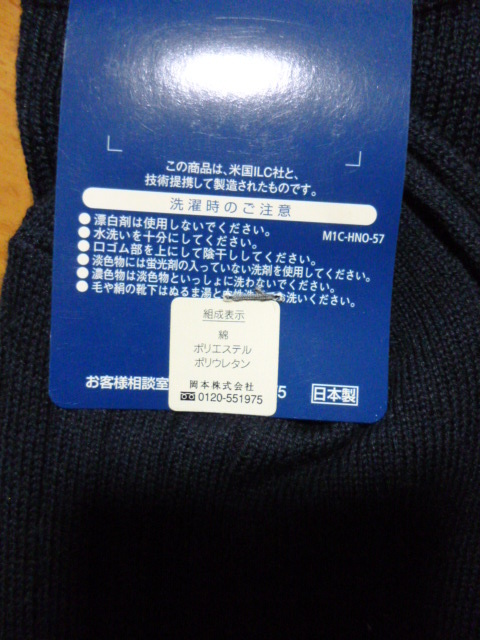 この商品は、米国ILC社と、
技術提携して製造されたものです。
洗濯時のご注意
M1C-HNO-57
●漂白剤は使用しないでください。
●水洗いを十分にしてください。
●口ゴム部を上にして陰干ししてください。
●淡色物には蛍光剤の入っていない洗剤を使用してください。
●濃色物は淡色物といっしょに洗わないでください。
●毛や絹の靴下はぬるま湯と中性洗 お洗いください。
組成表示
綿
ポリエステル
ポリウレタン
岡本株式会社
0120-551975
お客様相談室 5
日本製